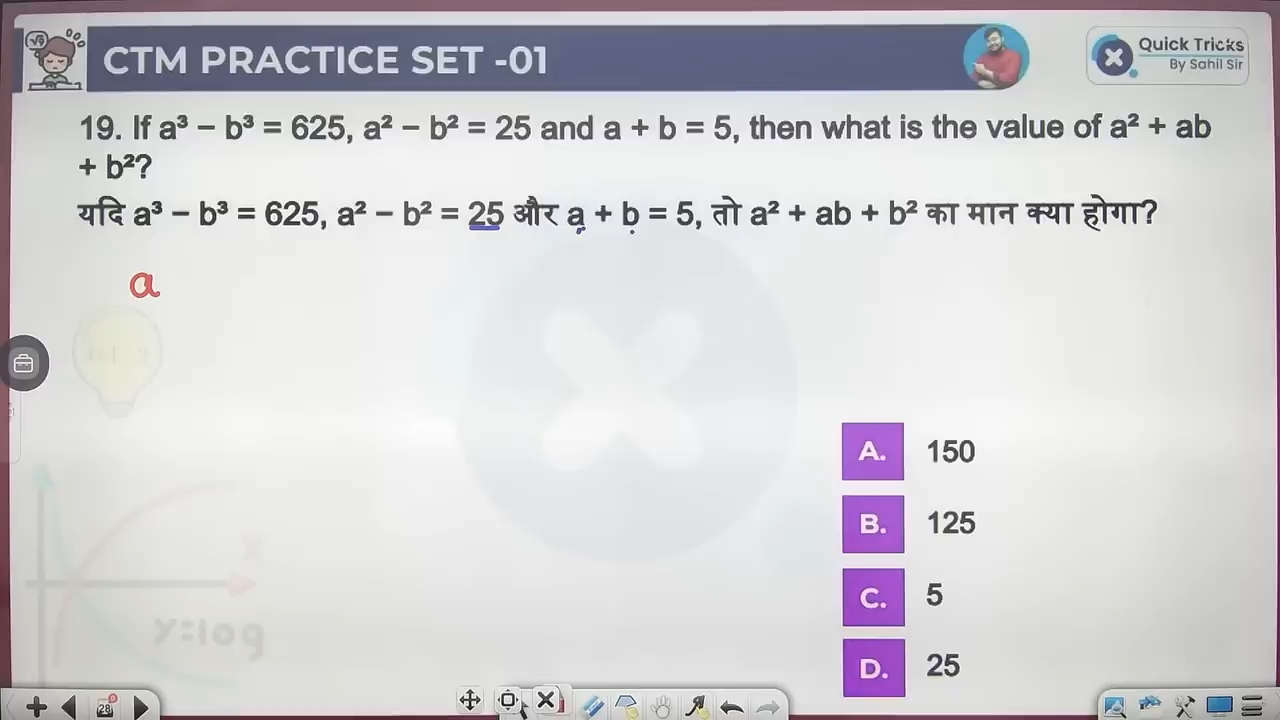 CTM PRACTICE SET -01
Quick Tricks
By Sahil Sir
19. If a³ − b³ = 625, a² − b² = 25 and a + b = 5, then what is the value of a² + ab
+ b²?
यदि a³ − b³ = 625, a² − b² = 25 और a + b = 5, तो a² + ab + b² का मान क्या होगा?
a
A. 150
B. 125
C. 5
D. 25
y=log
28